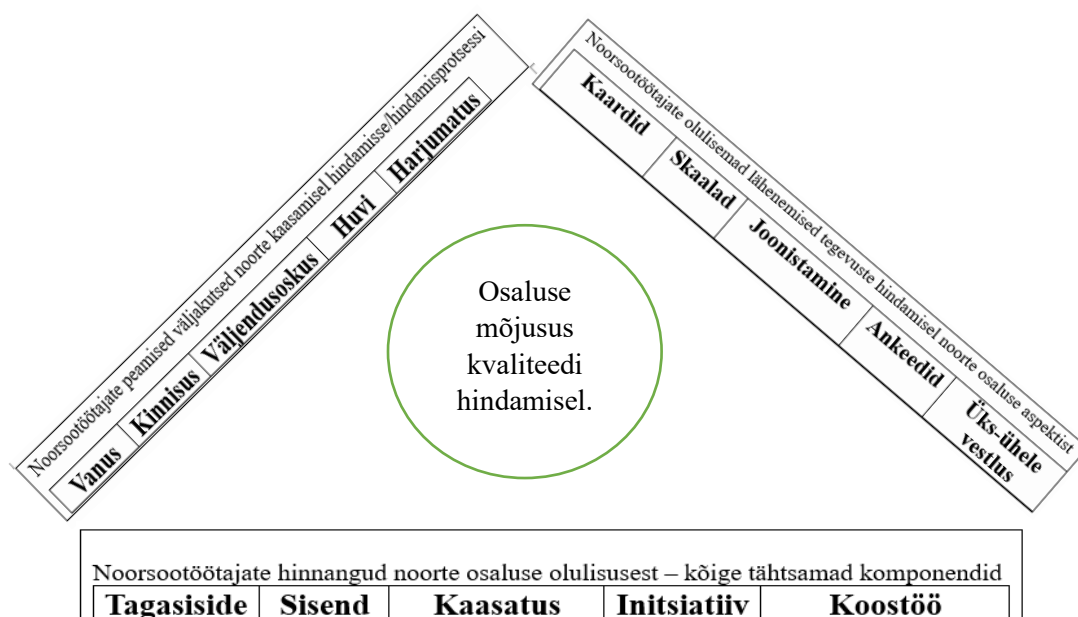 Noorsootöötajate peamised väljakutsed noorte kaasamisel hindamisse/hindamisprotsessi
Vanus Kinnisus Väljendusoskus Huvi Harjumatus
Noorsootöötajate olulisemad lähenemised tegevuste hindamisel noorte osaluse aspektist
Kaardid Skaalad Joonistamine Ankeedid Üks-ühele
vestlus
Osaluse
mõjusus
kvaliteedi
hindamisel.
Noorsootöötajate hinnangud noorte osaluse olulisusest – kõige tähtsamad komponendid
Tagasiside Sisend Kaasatus Initsiatiiv Koostöö